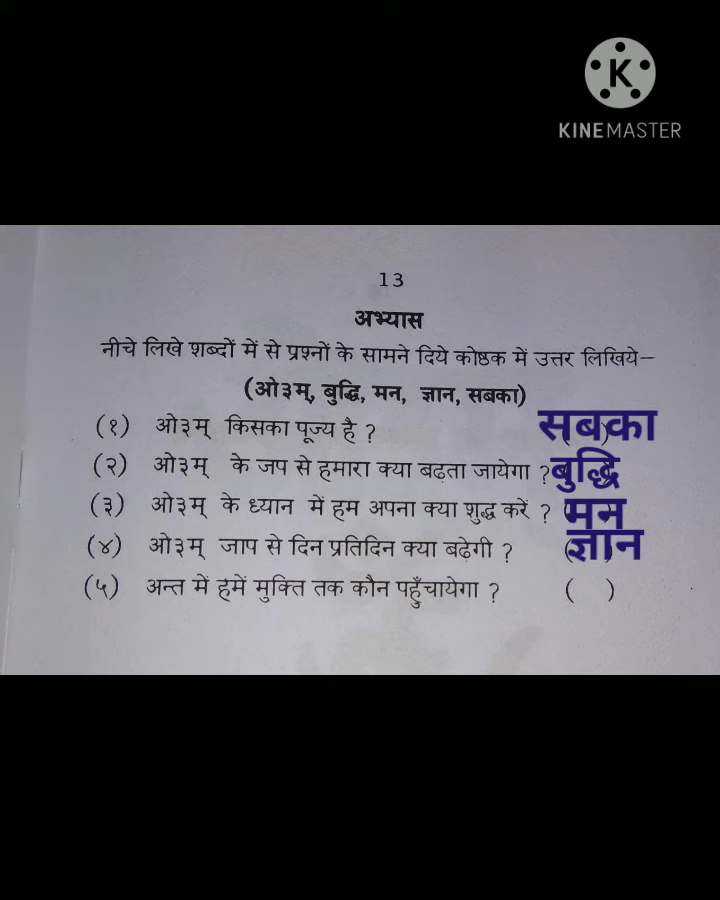 K
KINEMASTER
13
अभ्यास
नीचे लिखे शब्दों में से प्रश्नों के सामने दिये कोष्ठक में उत्तर लिखिये–
(ओ३म्, बुद्धि, मन, ज्ञान, सबका)
(१) ओ३म् किसका पूज्य है ? ( ) सबका
(२) ओ३म् के जप से हमारा क्या बढ़ता जायेगा ? बुद्धि
(३) ओ३म् के ध्यान में हम अपना क्या शुद्ध करें ? ( ) मन
(४) ओ३म् जाप से दिन प्रतिदिन क्या बढ़ेगी ? ( ) ज्ञान
(५) अन्त में हमें मुक्ति तक कौन पहुँचायेगा ? ( )